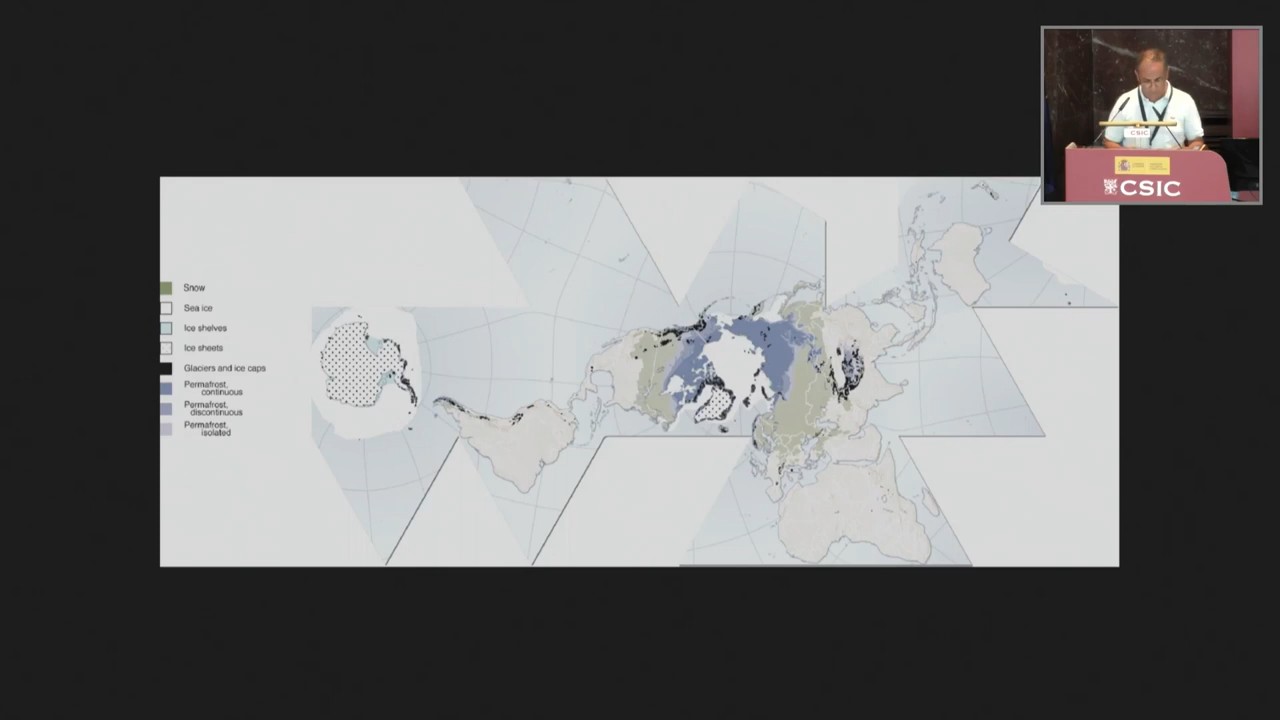 CSIC
CSIC
Snow
Sea ice
Ice shelves
Ice sheets
Glaciers and ice caps
Permafrost,
continuous
Permafrost,
discontinuous
Permafrost,
isolated